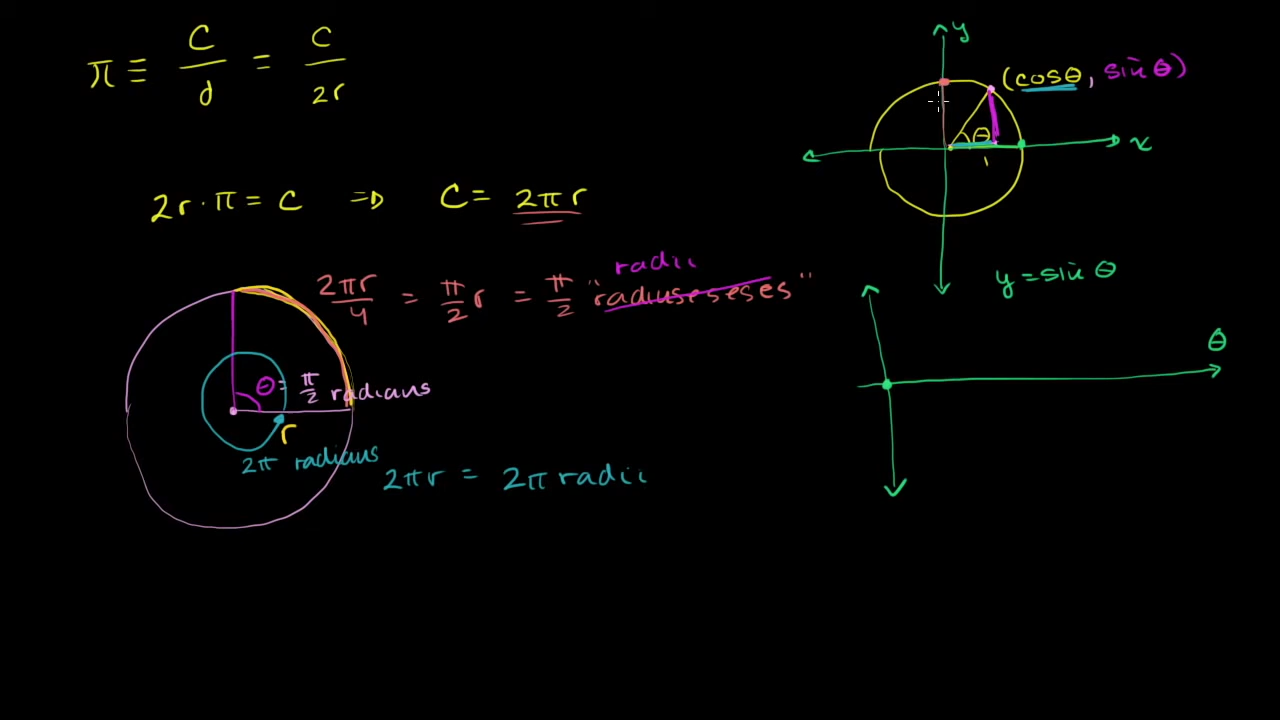 π ≡ C/d = C/2r
2r · π = C ⇒ C = 2πr
2πr/4 = π/2 r = π/2 "radiuseseses"
radii
θ = π/2 radians
r
2π radians
2πr = 2π radii
y
(cosθ, sin θ)
θ
x
1
y = sin θ
θ